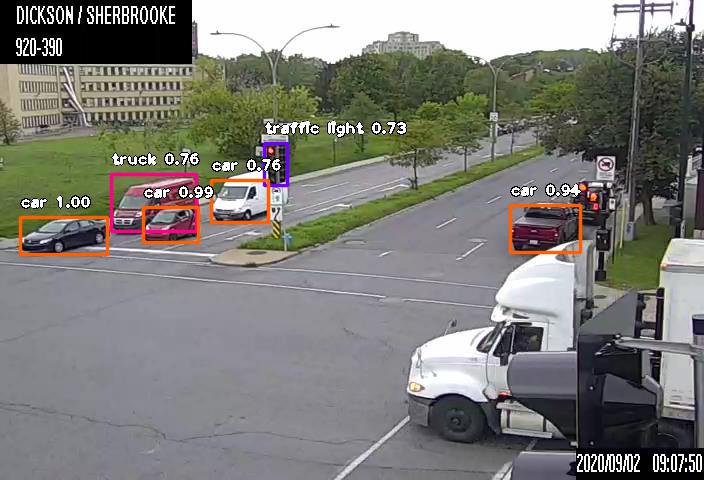 DICKSON / SHERBROOKE
920-390
traffic light 0.73
truck 0.76
car 0.76
car 0.99
car 0.94
car 1.00
2020/09/02 09:07:50